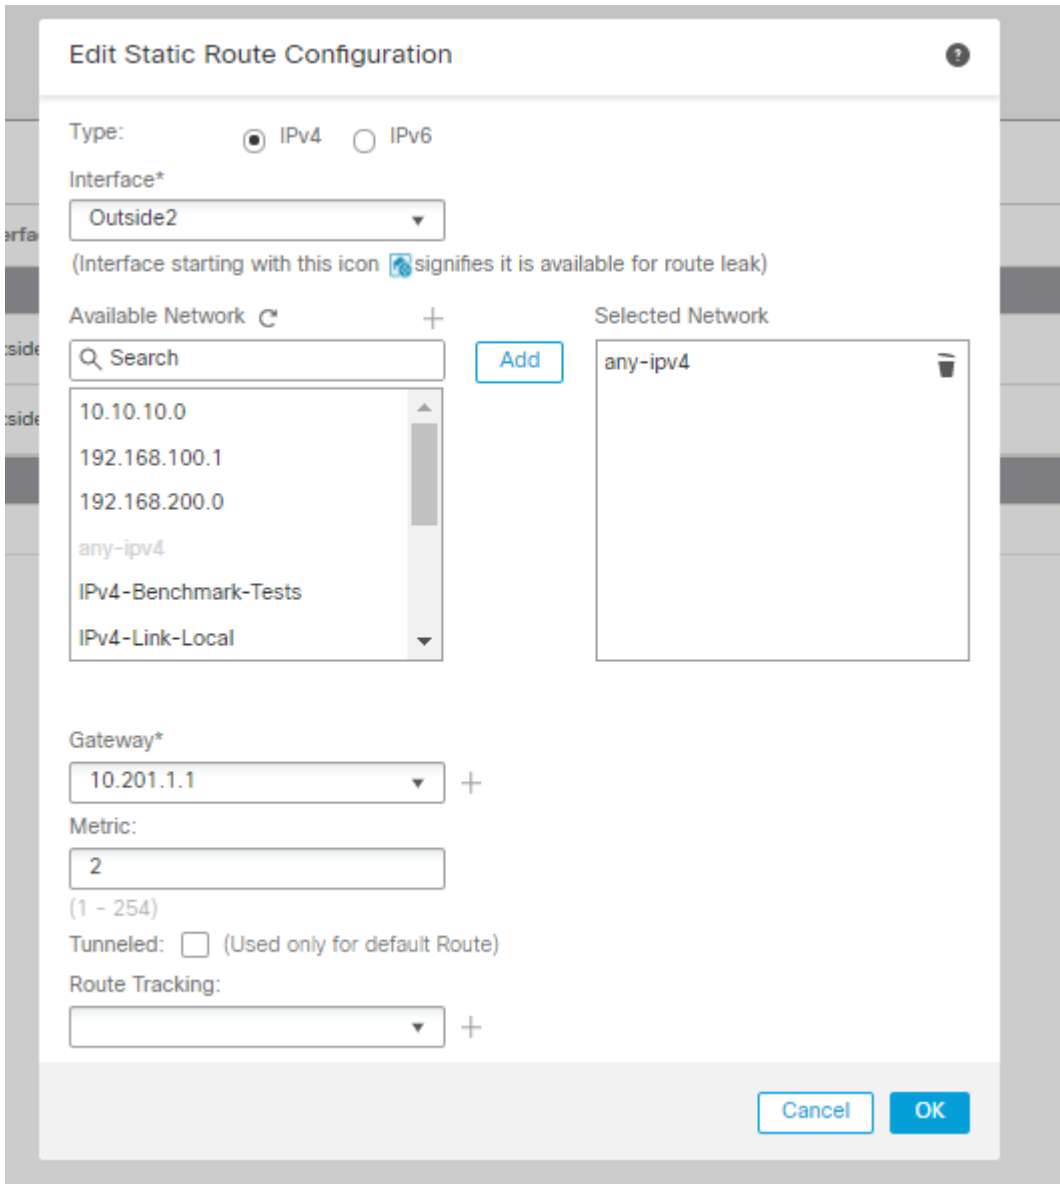 Edit Static Route Configuration
?
Type: IPv4 IPv6
Interface*
Outside2
(Interface starting with this icon signifies it is available for route leak)
Available Network Selected Network
Search Add any-ipv4
10.10.10.0
192.168.100.1
192.168.200.0
any-ipv4
IPv4-Benchmark-Tests
IPv4-Link-Local
Gateway*
10.201.1.1
Metric:
2
(1 - 254)
Tunneled: (Used only for default Route)
Route Tracking:
Cancel OK
erfa
tside
tside